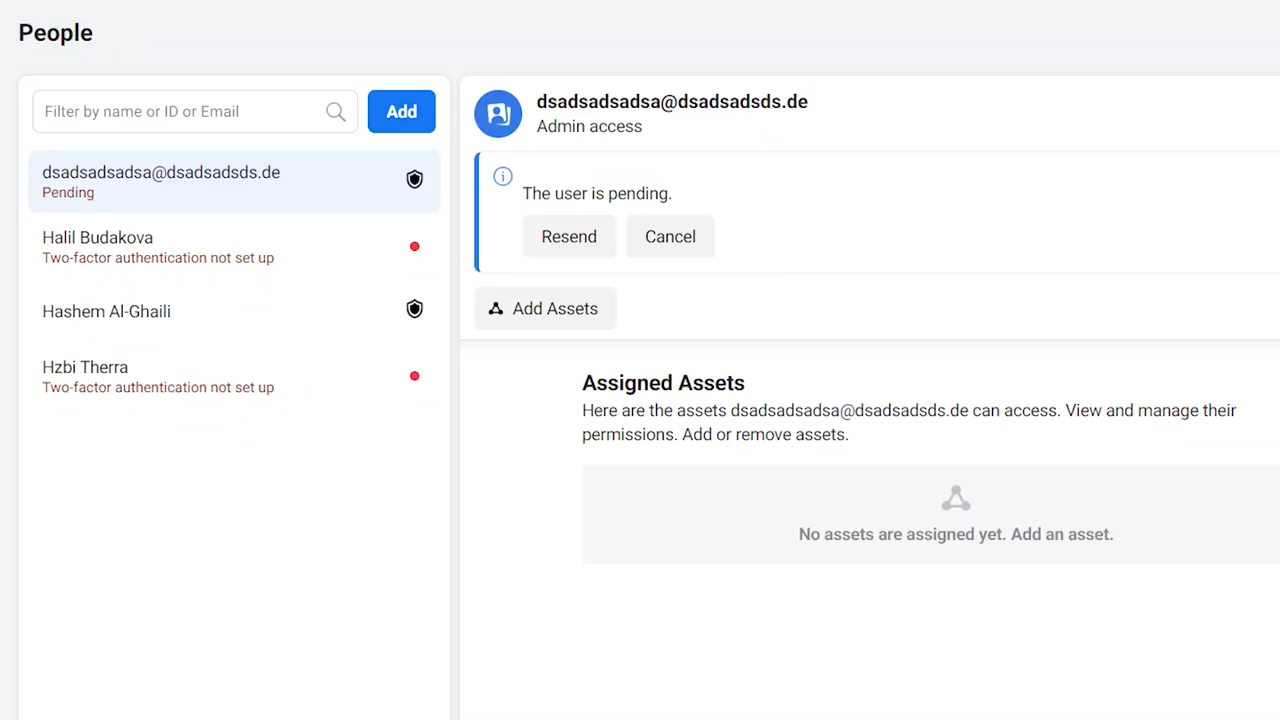 People
Filter by name or ID or Email
Add
dsadsadsadsa@dsadsadsds.de
Pending
Halil Budakova
Two-factor authentication not set up
Hashem Al-Ghaili
Hzbi Therra
Two-factor authentication not set up
dsadsadsadsa@dsadsadsds.de
Admin access
The user is pending.
Resend
Cancel
Add Assets
Assigned Assets
Here are the assets dsadsadsadsa@dsadsadsds.de can access. View and manage their
permissions. Add or remove assets.
No assets are assigned yet. Add an asset.